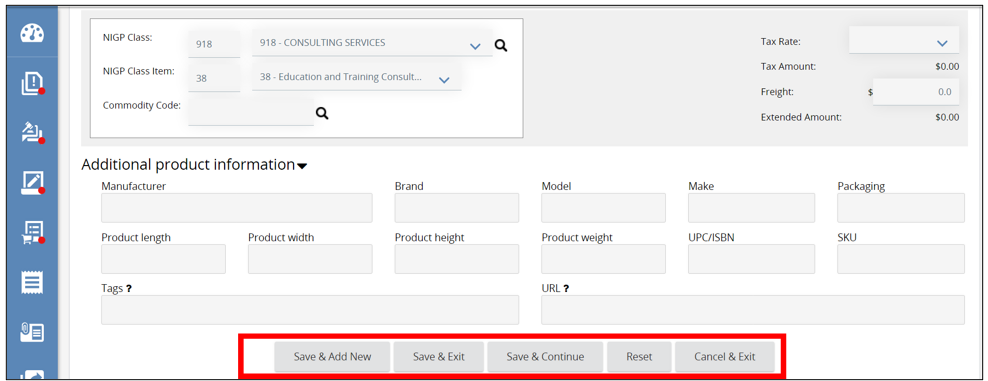 NIGP Class: 918 918 - CONSULTING SERVICES
Tax Rate:
NIGP Class Item: 38 38 - Education and Training Consult...
Tax Amount: $0.00
Freight: $ 0.0
Commodity Code:
Extended Amount: $0.00
Additional product information
Manufacturer Brand Model Make Packaging
Product length Product width Product height Product weight UPC/ISBN SKU
Tags ? URL ?
Save & Add New Save & Exit Save & Continue Reset Cancel & Exit